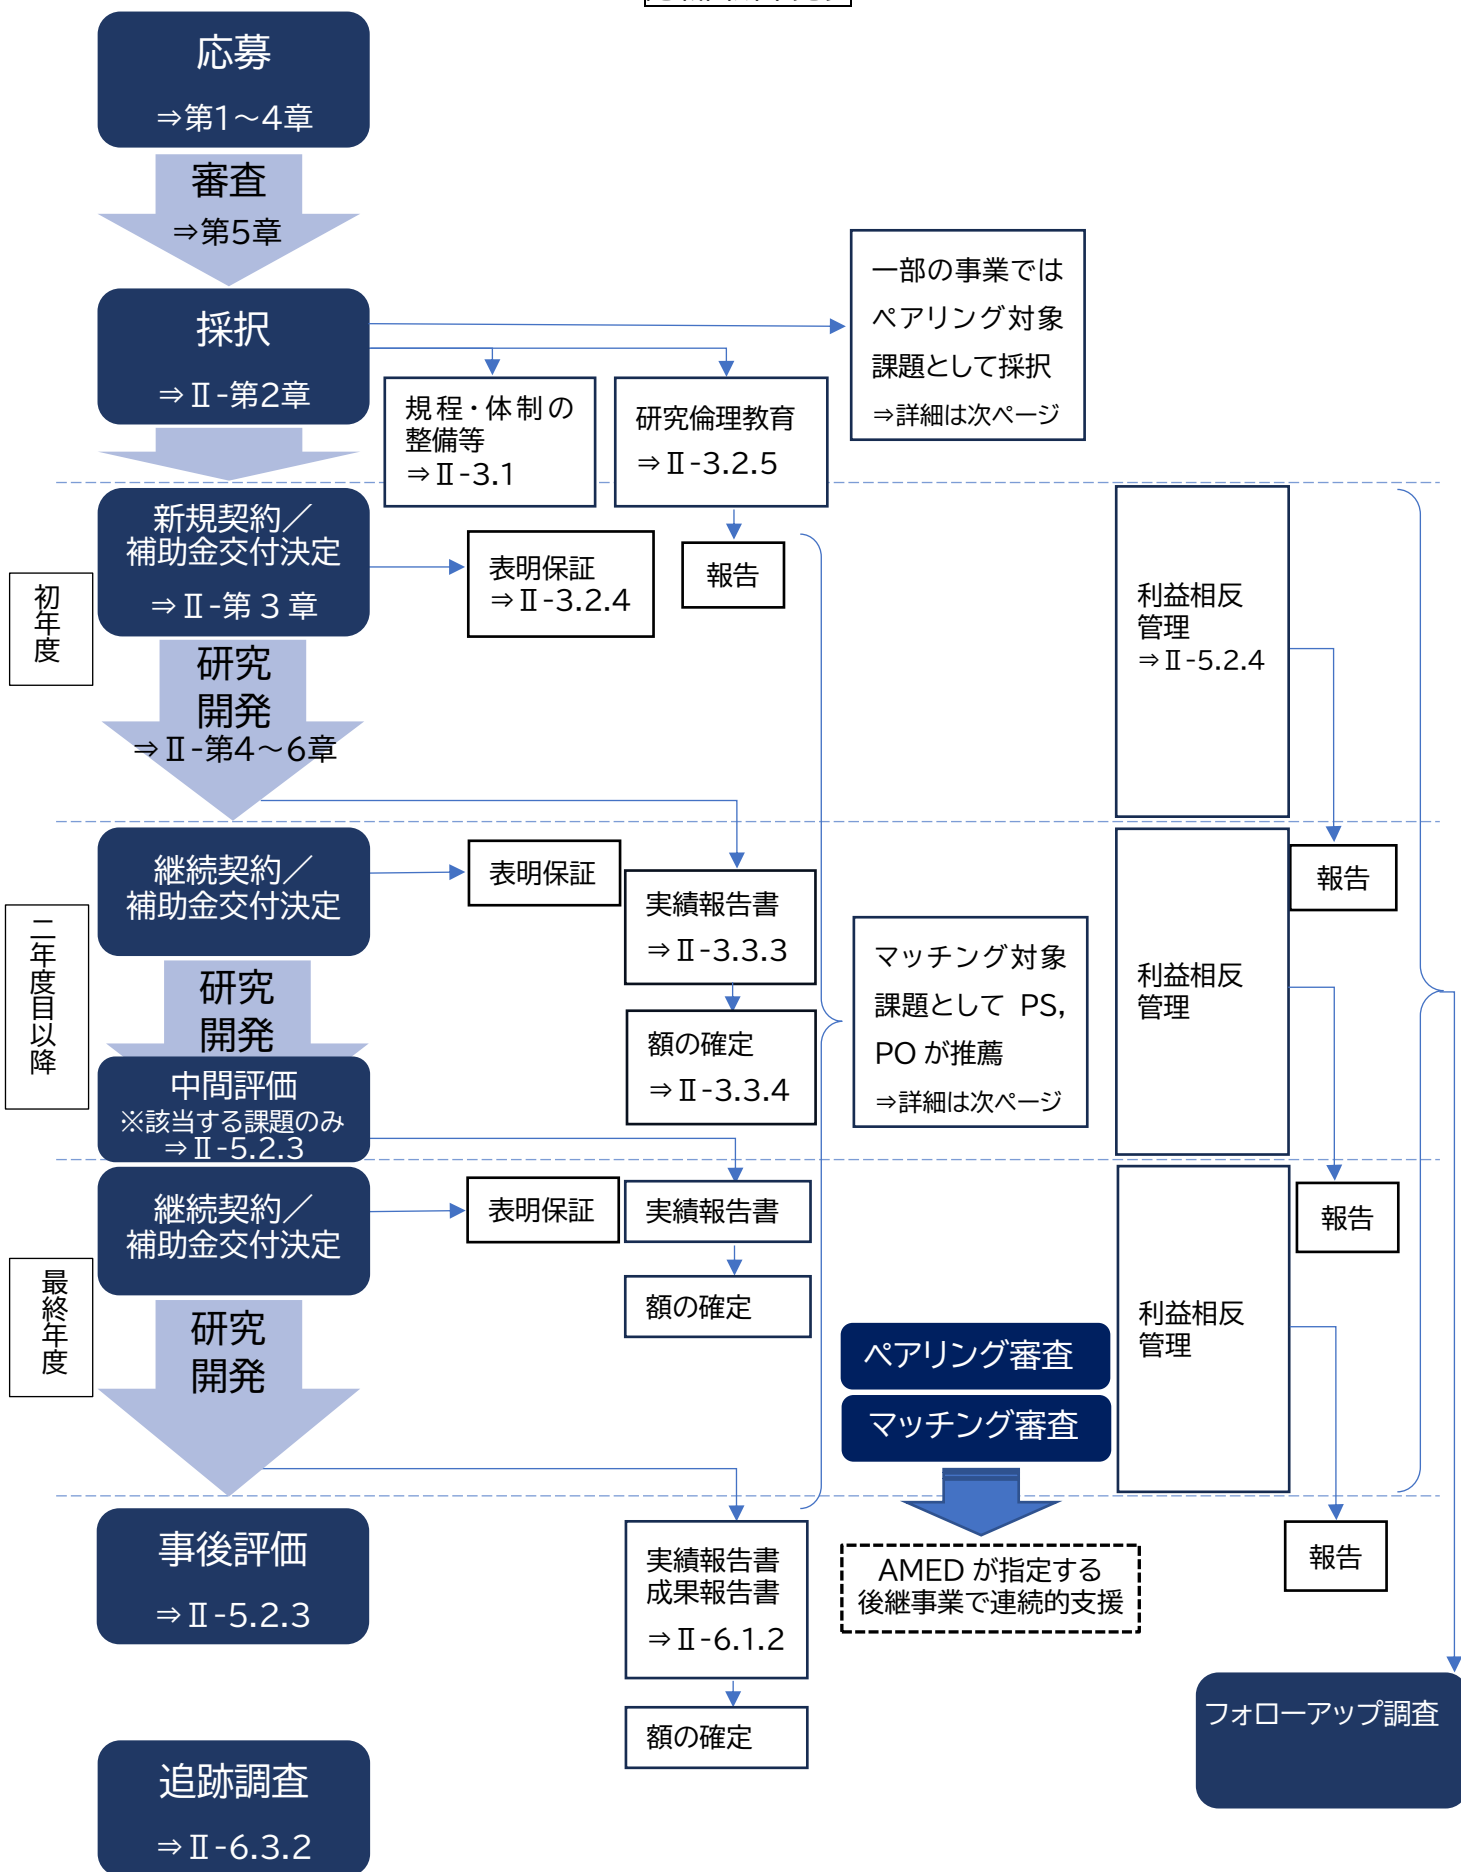 応募
⇒第1～4章
審査
⇒第5章
採択
⇒Ⅱ-第2章
一部の事業では
ペアリング対象
課題として採択
⇒詳細は次ページ
規程・体制の
整備等
⇒Ⅱ-3.1
研究倫理教育
⇒Ⅱ-3.2.5
報告
初年度
新規契約／
補助金交付決定
⇒Ⅱ-第３章
表明保証
⇒Ⅱ-3.2.4
利益相反
管理
⇒Ⅱ-5.2.4
研究
開発
⇒Ⅱ-第4～6章
二年度目以降
継続契約／
補助金交付決定
表明保証
実績報告書
⇒Ⅱ-3.3.3
額の確定
⇒Ⅱ-3.3.4
報告
マッチング対象
課題として PS,
PO が推薦
⇒詳細は次ページ
利益相反
管理
研究
開発
中間評価
※該当する課題のみ
⇒Ⅱ-5.2.3
最終年度
継続契約／
補助金交付決定
表明保証
実績報告書
額の確定
報告
利益相反
管理
研究
開発
ペアリング審査
マッチング審査
AMED が指定する
後継事業で連続的支援
事後評価
⇒Ⅱ-5.2.3
実績報告書
成果報告書
⇒Ⅱ-6.1.2
額の確定
報告
フォローアップ調査
追跡調査
⇒Ⅱ-6.3.2